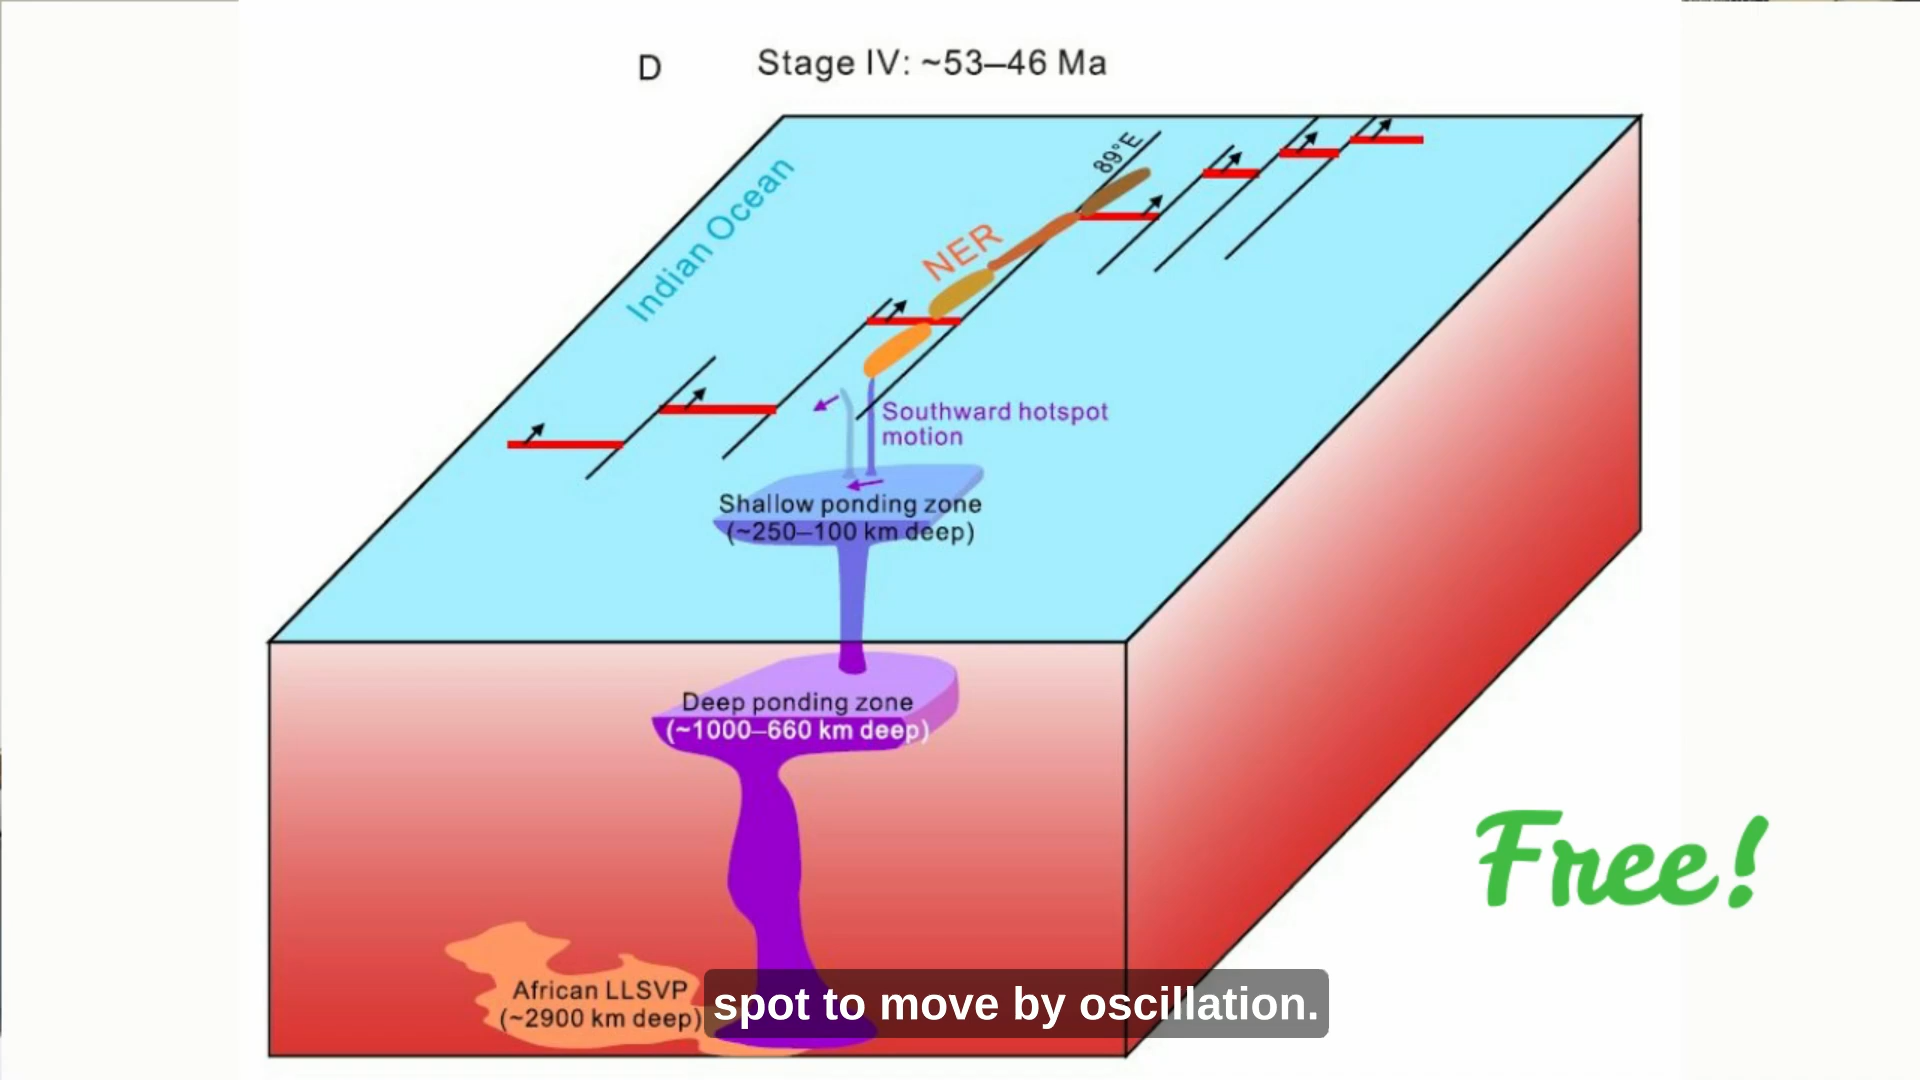 D
Stage IV: ~53–46 Ma
89°E
Indian Ocean
NER
Southward hotspot
motion
Shallow ponding zone
(~250–100 km deep)
Deep ponding zone
(~1000–660 km deep)
Free!
African LLSVP
(~2900 km deep)
spot to move by oscillation.